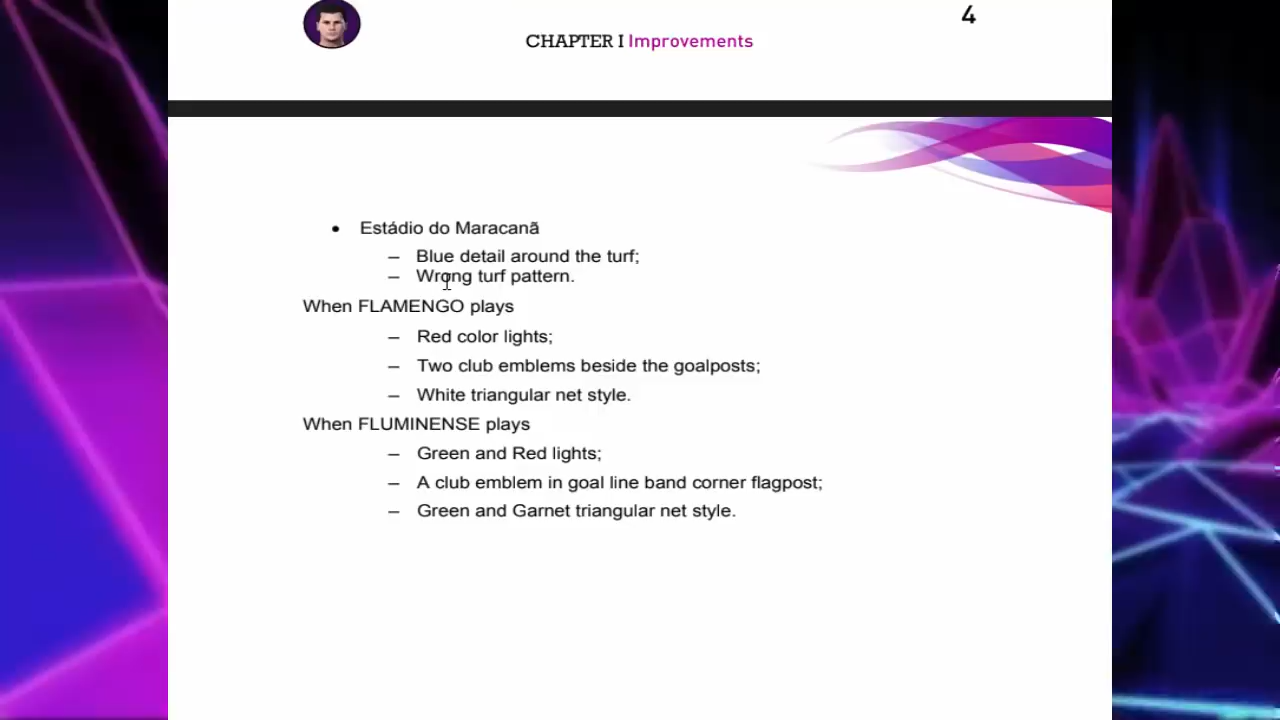 4
CHAPTER I Improvements
• Estádio do Maracanã
– Blue detail around the turf;
– Wrong turf pattern.
When FLAMENGO plays
– Red color lights;
– Two club emblems beside the goalposts;
– White triangular net style.
When FLUMINENSE plays
– Green and Red lights;
– A club emblem in goal line band corner flagpost;
– Green and Garnet triangular net style.